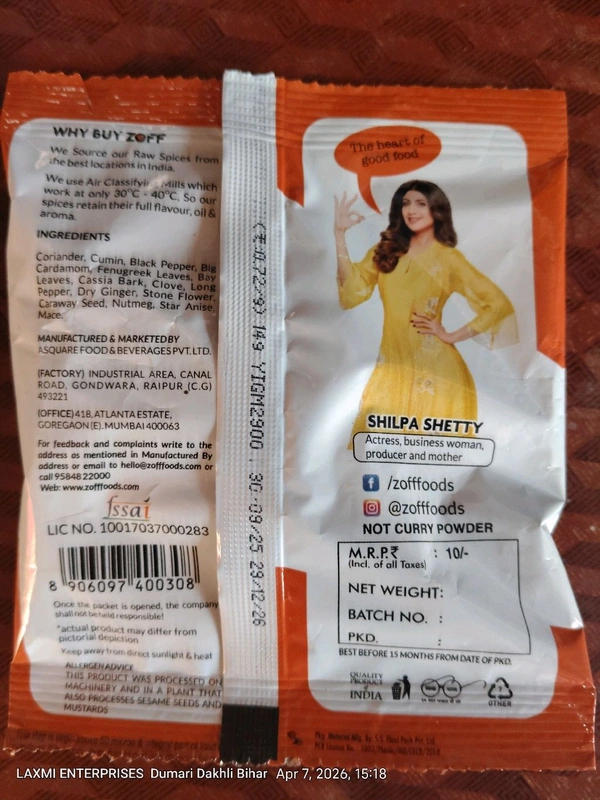 WHY BUY ZOFF
We Source our Raw Spices from
the best locations in India.
We use Air Classifying Mills which
work at only 30°C - 40°C, So our
spices retain their full flavour, oil &
aroma.
INGREDIENTS
Coriander, Cumin, Black Pepper, Big
Cardamom, Fenugreek Leaves, Bay
Leaves, Cassia Bark, Clove, Long
Pepper, Dry Ginger, Stone Flower,
Caraway Seed, Nutmeg, Star Anise,
Mace.
MANUFACTURED & MARKETED BY
ASQUARE FOOD & BEVERAGES PVT. LTD.
(FACTORY) INDUSTRIAL AREA, CANAL
ROAD, GONDWARA, RAIPUR (C.G)
493221
(OFFICE) 418, ATLANTA ESTATE,
GOREGAON (E). MUMBAI 400063
For feedback and complaints write to the
address as mentioned in Manufactured By
address or email to hello@zofffoods.com or
call 95848 22000
Web: www.zofffoods.com
fssai
LIC NO. 10017037000283
8 906097 400308
Once the packet is opened, the company
shall not be held responsible!
*actual product may differ from
pictorial depiction
Keep away from direct sunlight & heat
ALLERGEN ADVICE
THIS PRODUCT WAS PROCESSED ON
MACHINERY AND IN A PLANT THAT
ALSO PROCESSES SESAME SEEDS AND
MUSTARDS
(₹:0.72/g) 14g YIGM2900 . 30/09/25 29/12/26
The heart of
good food
SHILPA SHETTY
Actress, business woman,
producer and mother
/zofffoods
@zofffoods
NOT CURRY POWDER
M.R.P.₹ : 10/-
(Incl. of all Taxes)
NET WEIGHT:
BATCH NO. :
PKD. :
BEST BEFORE 15 MONTHS FROM DATE OF PKD.
QUALITY
PRODUCT
of
INDIA
OTHER
LAXMI ENTERPRISES Dumari Dakhli Bihar Apr 7, 2026, 15:18